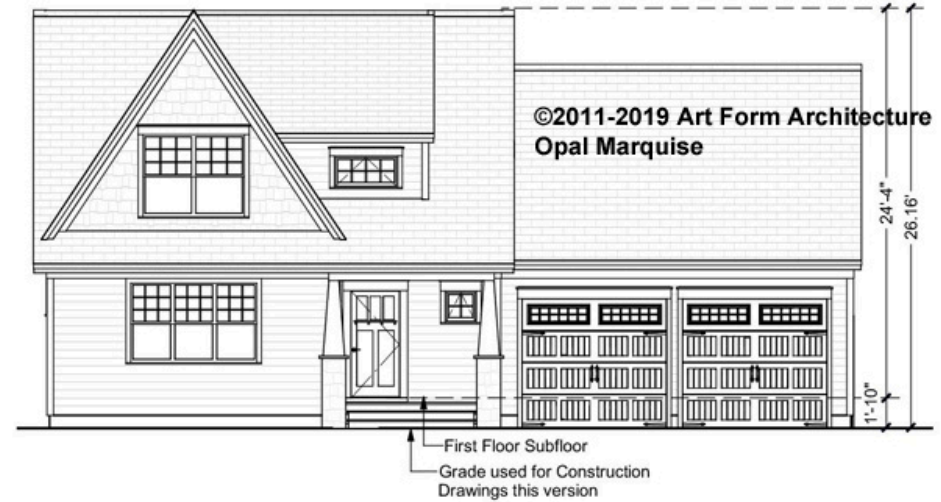 ©2011-2019 Art Form Architecture
Opal Marquise
24'-4"
26.16'
1'-10"
First Floor Subfloor
Grade used for Construction
Drawings this version